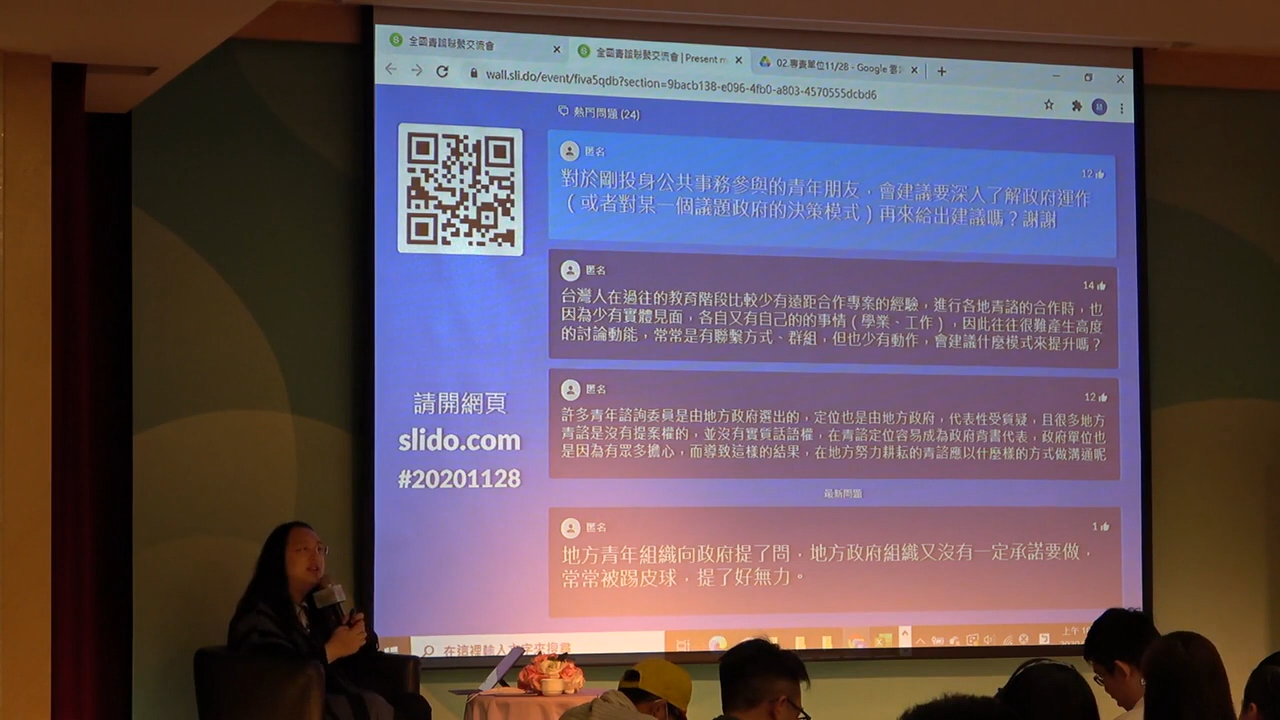 全國青諮聯繫交流會
全國青諮聯繫交流會 | Present m
02.專責單位11/28 - Google 雲
wall.sli.do/event/fiva5qdb?section=9bacb138-e096-4fb0-a803-4570555dcbd6
熱門問題 (24)
匿名
12
對於剛投身公共事務參與的青年朋友，會建議要深入了解政府運作
（或者對某一個議題政府的決策模式）再來給出建議嗎？謝謝
匿名
14
台灣人在過往的教育階段比較少有遠距合作專案的經驗，進行各地青諮的合作時，也
因為少有實體見面，各自又有自己的的事情（學業、工作），因此往往很難產生高度
的討論動能，常常是有聯繫方式、群組，但也少有動作，會建議什麼模式來提升嗎？
匿名
12
許多青年諮詢委員是由地方政府選出的，定位也是由地方政府，代表性受質疑，且很多地方
青諮是沒有提案權的，並沒有實質話語權，在青諮定位容易成為政府背書代表，政府單位也
是因為有眾多擔心，而導致這樣的結果，在地方努力耕耘的青諮應以什麼樣的方式做溝通呢
最新問題
匿名
1
地方青年組織向政府提了問，地方政府組織又沒有一定承諾要做，
常常被踢皮球，提了好無力。
請開網頁
slido.com
#20201128
在這裡輸入文字來搜尋
上午